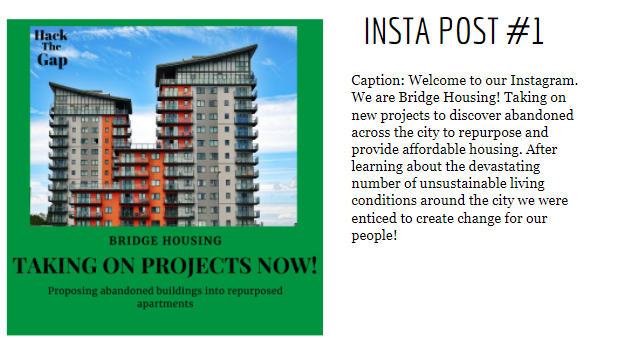 Hack
The
Gap
BRIDGE HOUSING
TAKING ON PROJECTS NOW!
Proposing abandoned buildings into repurposed
apartments
INSTA POST #1
Caption: Welcome to our Instagram.
We are Bridge Housing! Taking on
new projects to discover abandoned
across the city to repurpose and
provide affordable housing. After
learning about the devastating
number of unsustainable living
conditions around the city we were
enticed to create change for our
people!